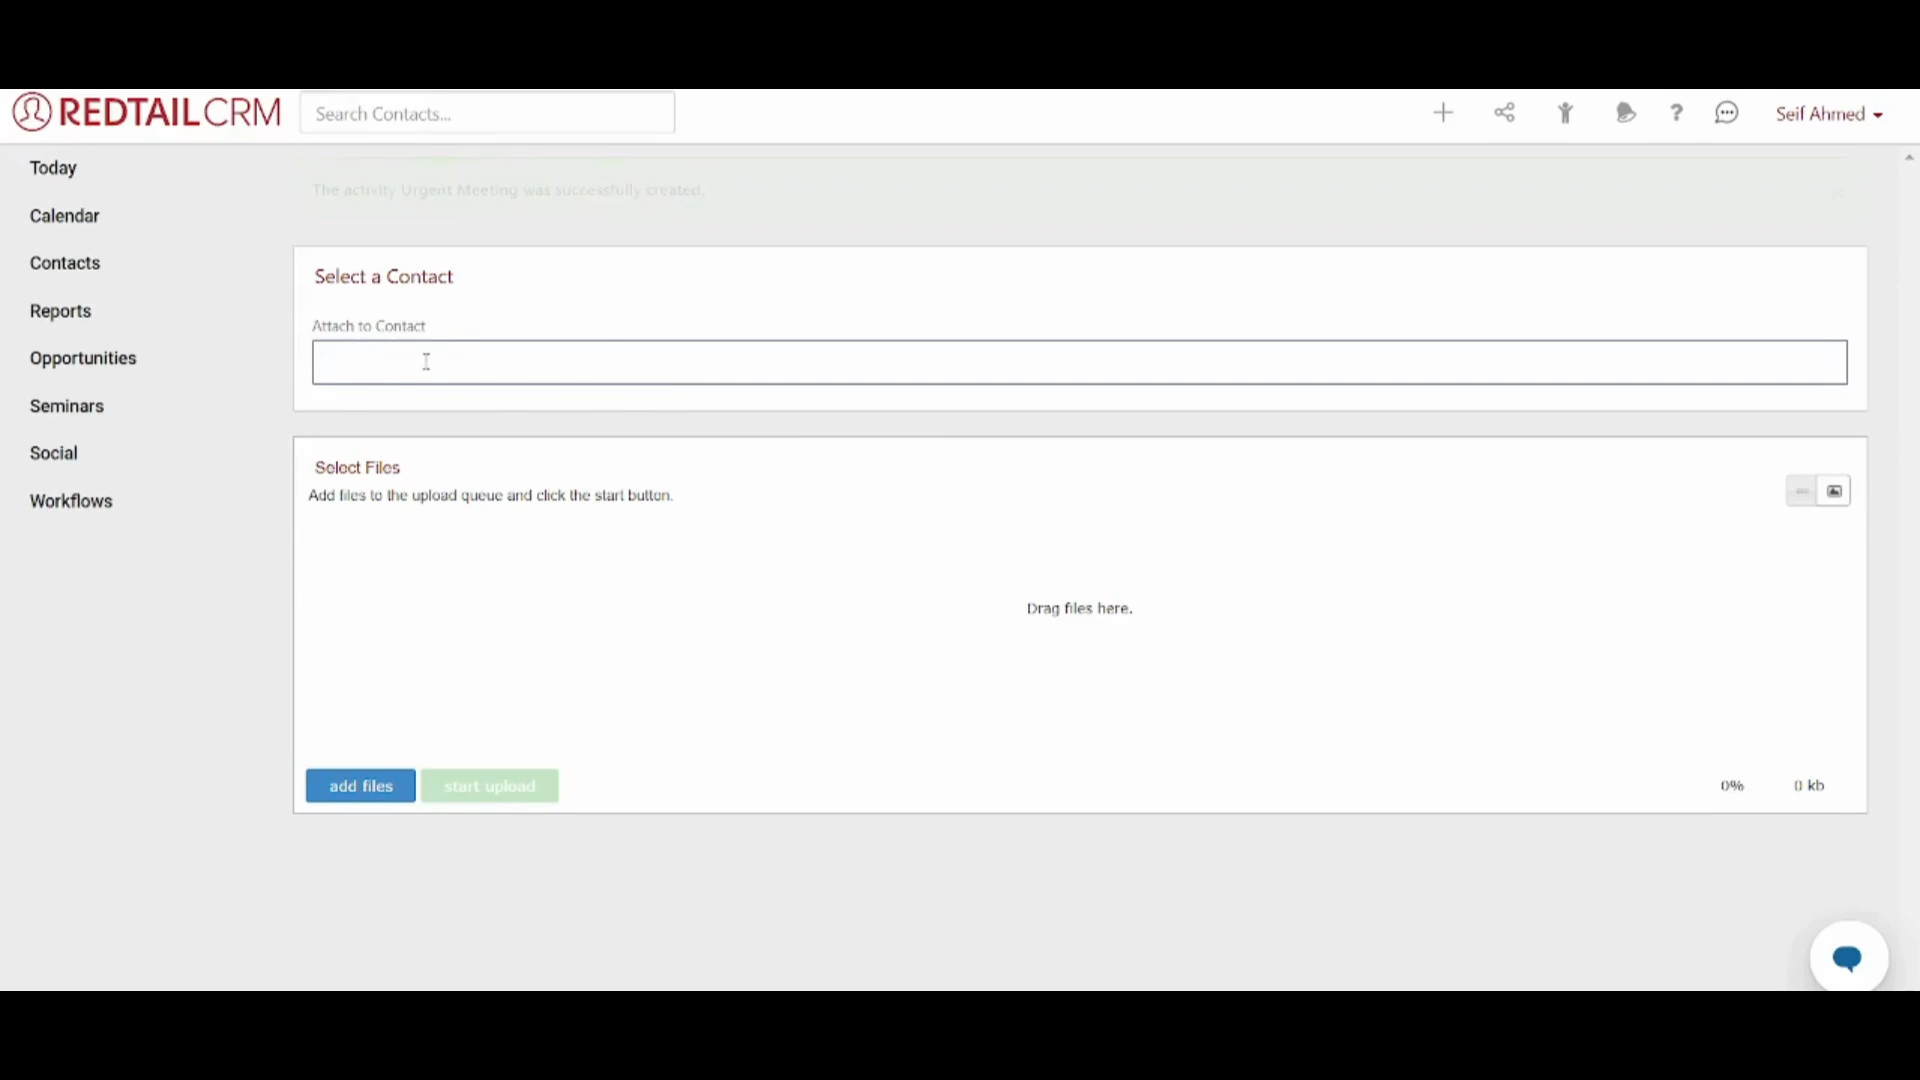 REDTAILCRM
Search Contacts...
Seif Ahmed
Today
Calendar
Contacts
Reports
Opportunities
Seminars
Social
Workflows
The activity Urgent Meeting was successfully created.
Select a Contact
Attach to Contact
Select Files
Add files to the upload queue and click the start button.
Drag files here.
add files
start upload
0%
0 kb